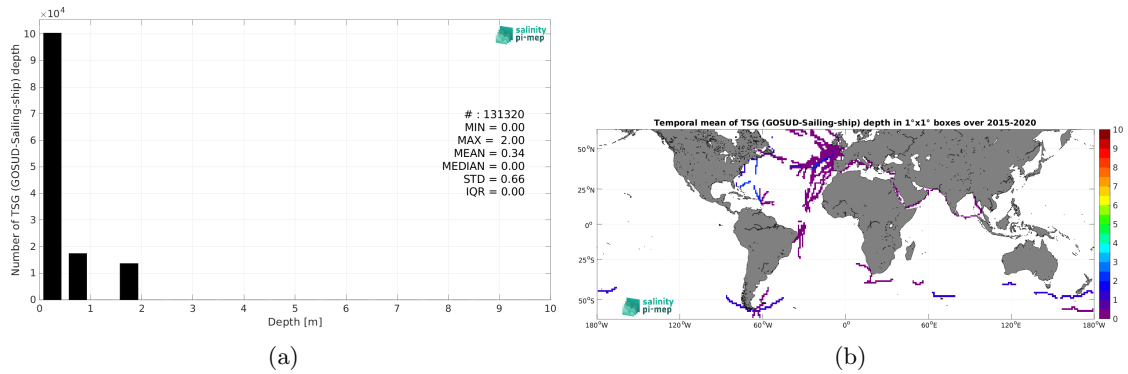 ×10⁴
10
9
8
7
6
5
4
3
2
1
0
Number of TSG (GOSUD-Sailing-ship) depth
salinity
pi-mep
# : 131320
MIN = 0.00
MAX = 2.00
MEAN = 0.34
MEDIAN = 0.00
STD = 0.66
IQR = 0.00
0 1 2 3 4 5 6 7 8 9 10
Depth [m]
(a)
Temporal mean of TSG (GOSUD-Sailing-ship) depth in 1°x1° boxes over 2015-2020
50°N
25°N
0°
25°S
50°S
salinity
pi-mep
180°W 120°W 60°W 0° 60°E 120°E 180°W
10
9
8
7
6
5
4
3
2
1
0
(b)